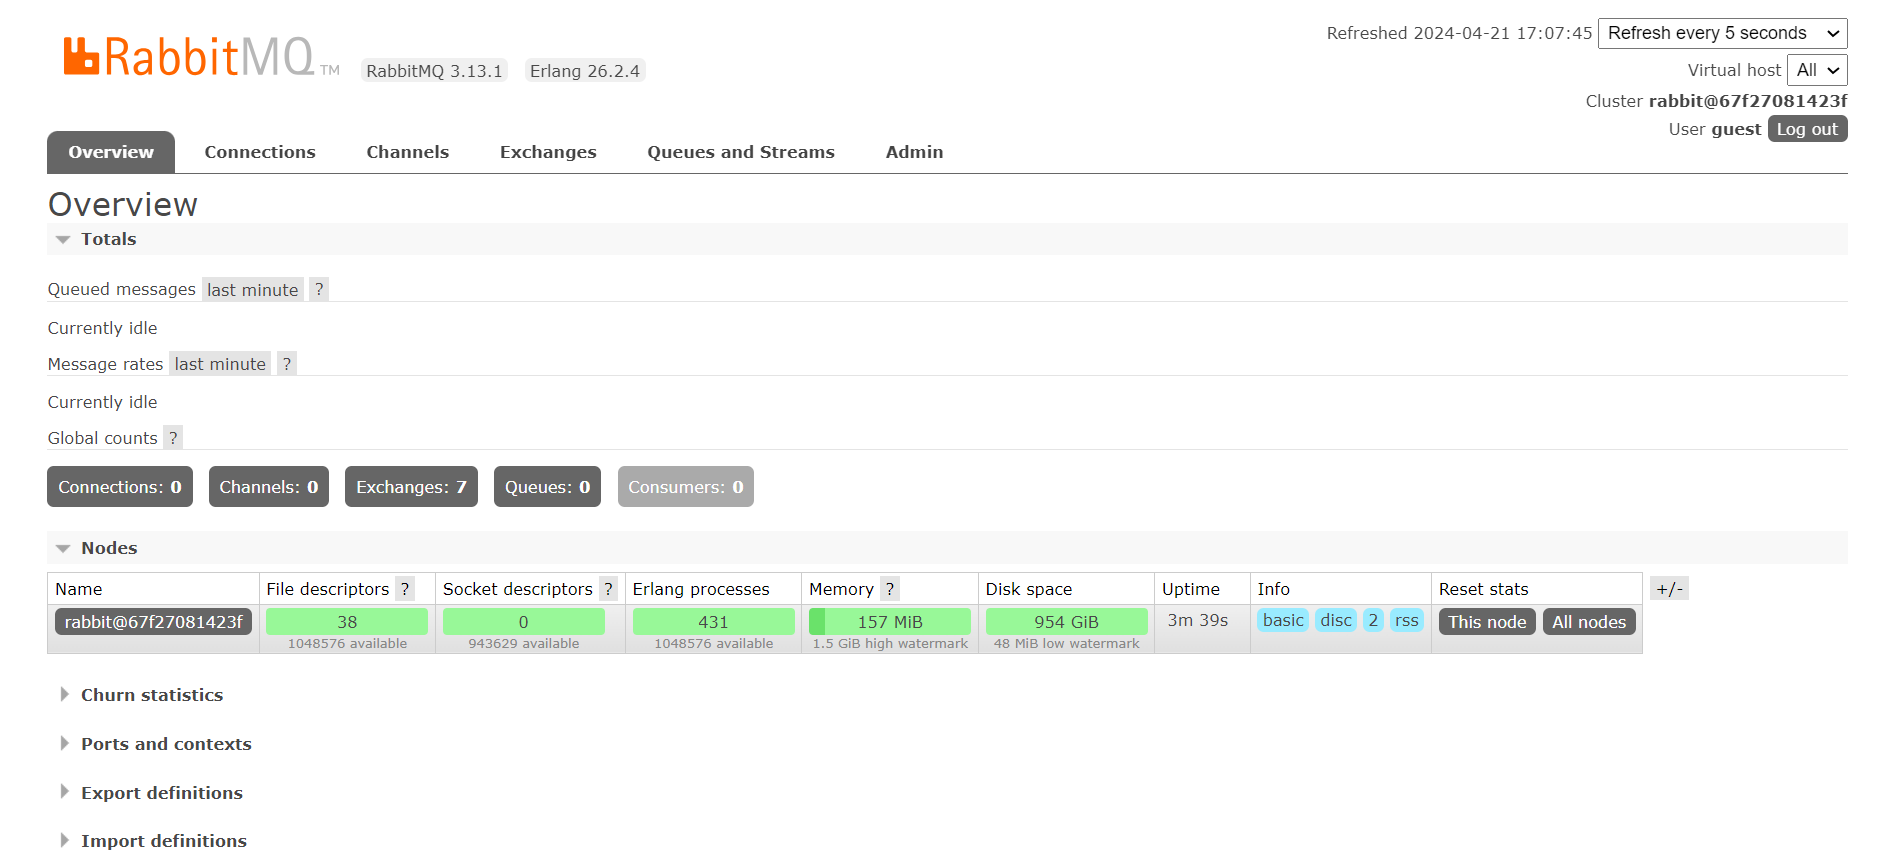 RabbitMQ TM RabbitMQ 3.13.1 Erlang 26.2.4
Refreshed 2024-04-21 17:07:45 Refresh every 5 seconds
Virtual host All
Cluster rabbit@67f27081423f
User guest Log out
Overview Connections Channels Exchanges Queues and Streams Admin
Overview
Totals
Queued messages last minute ?
Currently idle
Message rates last minute ?
Currently idle
Global counts ?
Connections: 0 Channels: 0 Exchanges: 7 Queues: 0 Consumers: 0
Nodes
Name File descriptors ? Socket descriptors ? Erlang processes Memory ? Disk space Uptime Info Reset stats +/-
rabbit@67f27081423f 38 0 431 157 MiB 954 GiB 3m 39s basic disc 2 rss This node All nodes
1048576 available 943629 available 1048576 available 1.5 GiB high watermark 48 MiB low watermark
Churn statistics
Ports and contexts
Export definitions
Import definitions